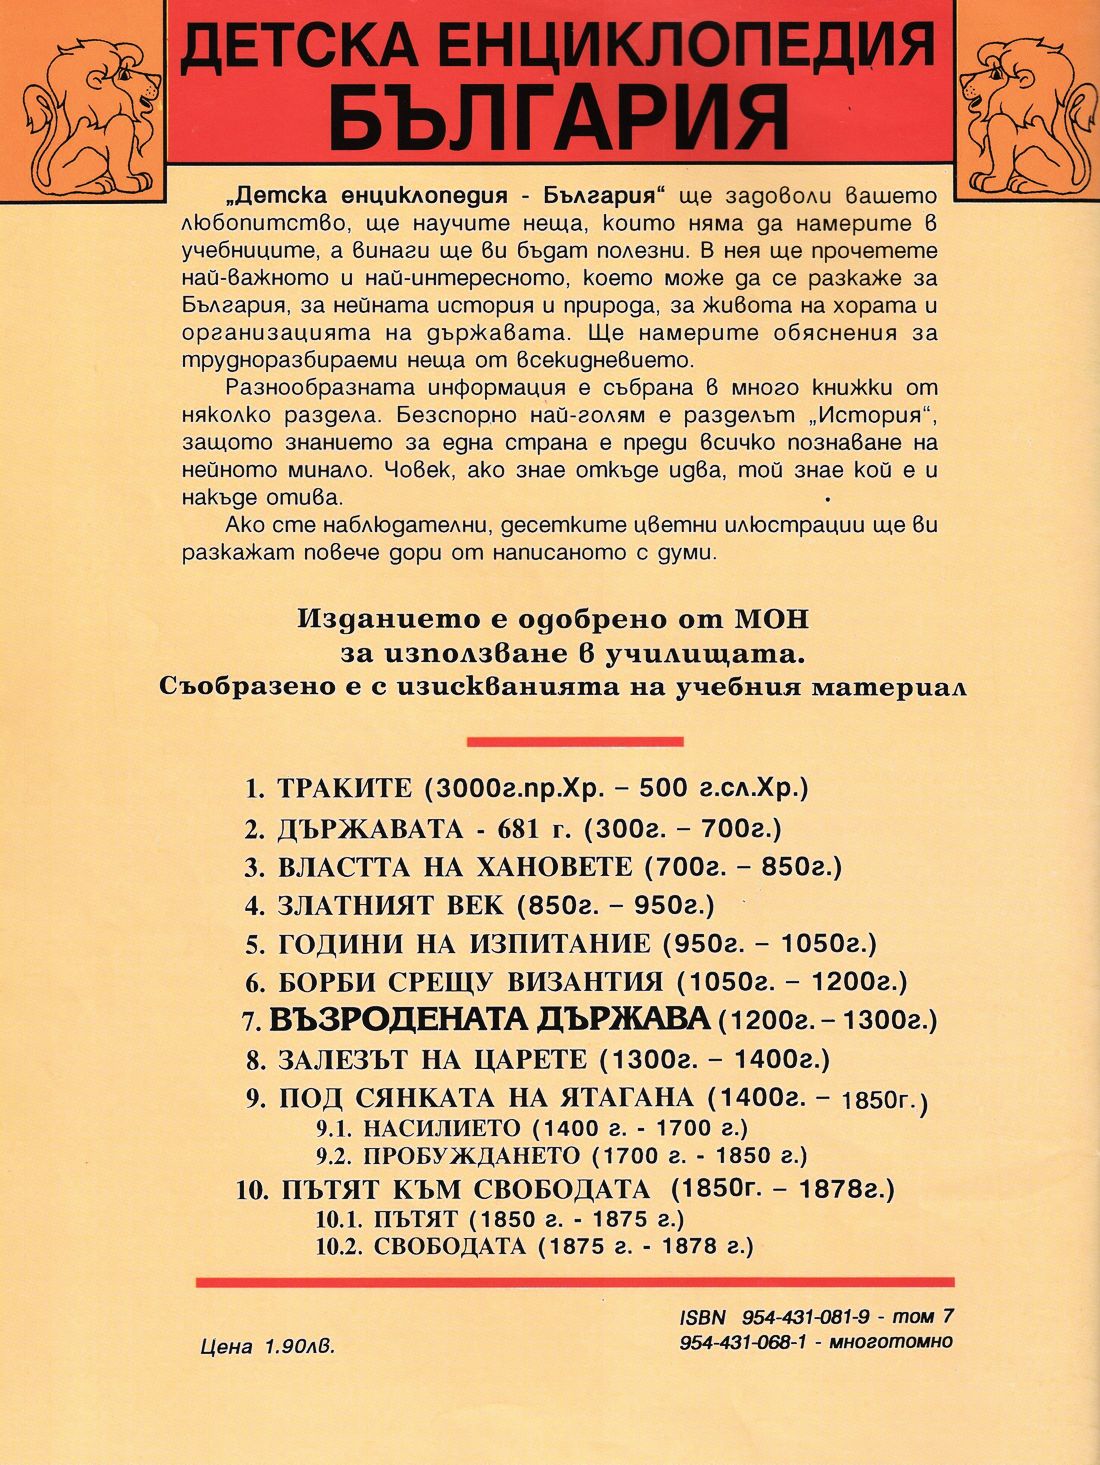 ДЕТСКА ЕНЦИКЛОПЕДИЯ
БЪЛГАРИЯ
„Детска енциклопедия - България“ ще задоволи вашето
любопитство, ще научите неща, които няма да намерите в
учебниците, а винаги ще ви бъдат полезни. В нея ще прочетете
най-важното и най-интересното, което може да се разкаже за
България, за нейната история и природа, за живота на хората и
организацията на държавата. Ще намерите обяснения за
трудноразбираеми неща от всекидневието.
Разнообразната информация е събрана в много книжки от
няколко раздела. Безспорно най-голям е разделът „История“,
защото знанието за една страна е преди всичко познаване на
нейното минало. Човек, ако знае откъде идва, той знае кой е и
накъде отива.
Ако сте наблюдателни, десетките цветни илюстрации ще ви
разкажат повече дори от написаното с думи.
Изданието е одобрено от МОН
за използване в училищата.
Съобразено е с изискванията на учебния материал
1. ТРАКИТЕ (3000г.пр.Хр. – 500 г.сл.Хр.)
2. ДЪРЖАВАТА - 681 г. (300г. – 700г.)
3. ВЛАСТТА НА ХАНОВЕТЕ (700г. – 850г.)
4. ЗЛАТНИЯТ ВЕК (850г. – 950г.)
5. ГОДИНИ НА ИЗПИТАНИЕ (950г. – 1050г.)
6. БОРБИ СРЕЩУ ВИЗАНТИЯ (1050г. – 1200г.)
7. ВЪЗРОДЕНАТА ДЪРЖАВА (1200г. – 1300г.)
8. ЗАЛЕЗЪТ НА ЦАРЕТЕ (1300г. – 1400г.)
9. ПОД СЯНКАТА НА ЯТАГАНА (1400г. – 1850г.)
9.1. НАСИЛИЕТО (1400 г. - 1700 г.)
9.2. ПРОБУЖДАНЕТО (1700 г. - 1850 г.)
10. ПЪТЯТ КЪМ СВОБОДАТА (1850г. – 1878г.)
10.1. ПЪТЯТ (1850 г. - 1875 г.)
10.2. СВОБОДАТА (1875 г. - 1878 г.)
ISBN 954-431-081-9 - том 7
Цена 1.90лв.
954-431-068-1 - многотомно